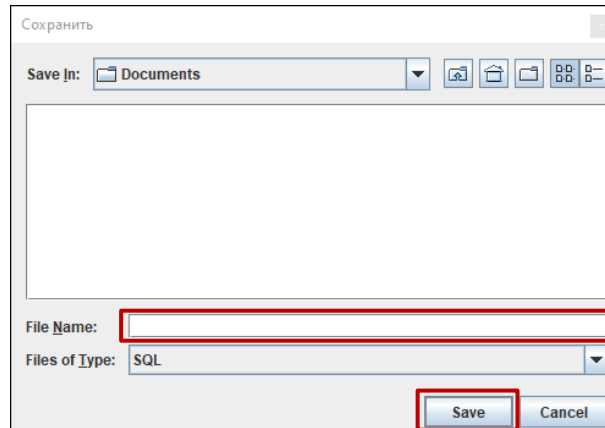 Сохранить
Save In: Documents
File Name:
Files of Type: SQL
Save Cancel